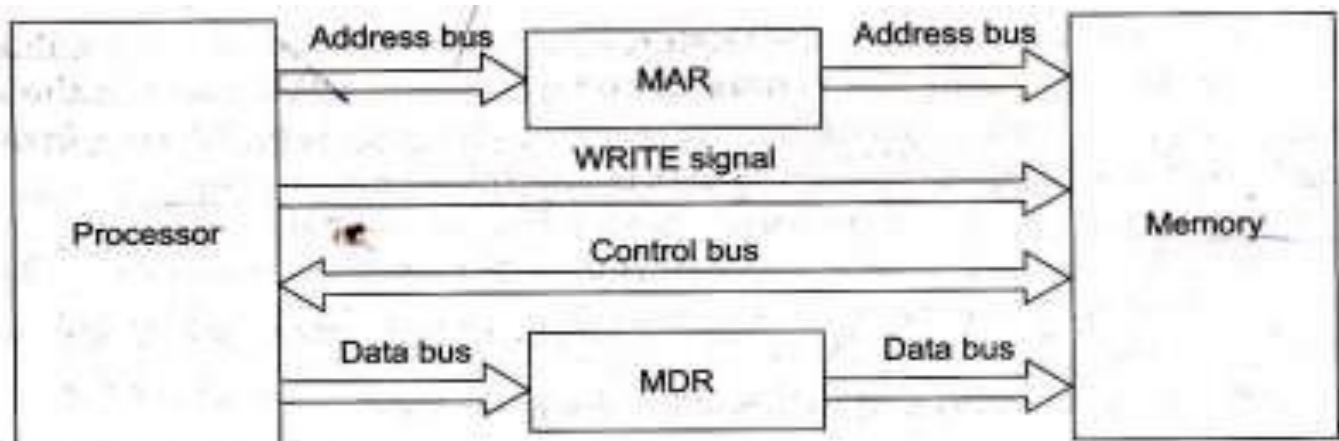 Address bus
Address bus
MAR
WRITE signal
Processor
Memory
Control bus
Data bus
Data bus
MDR